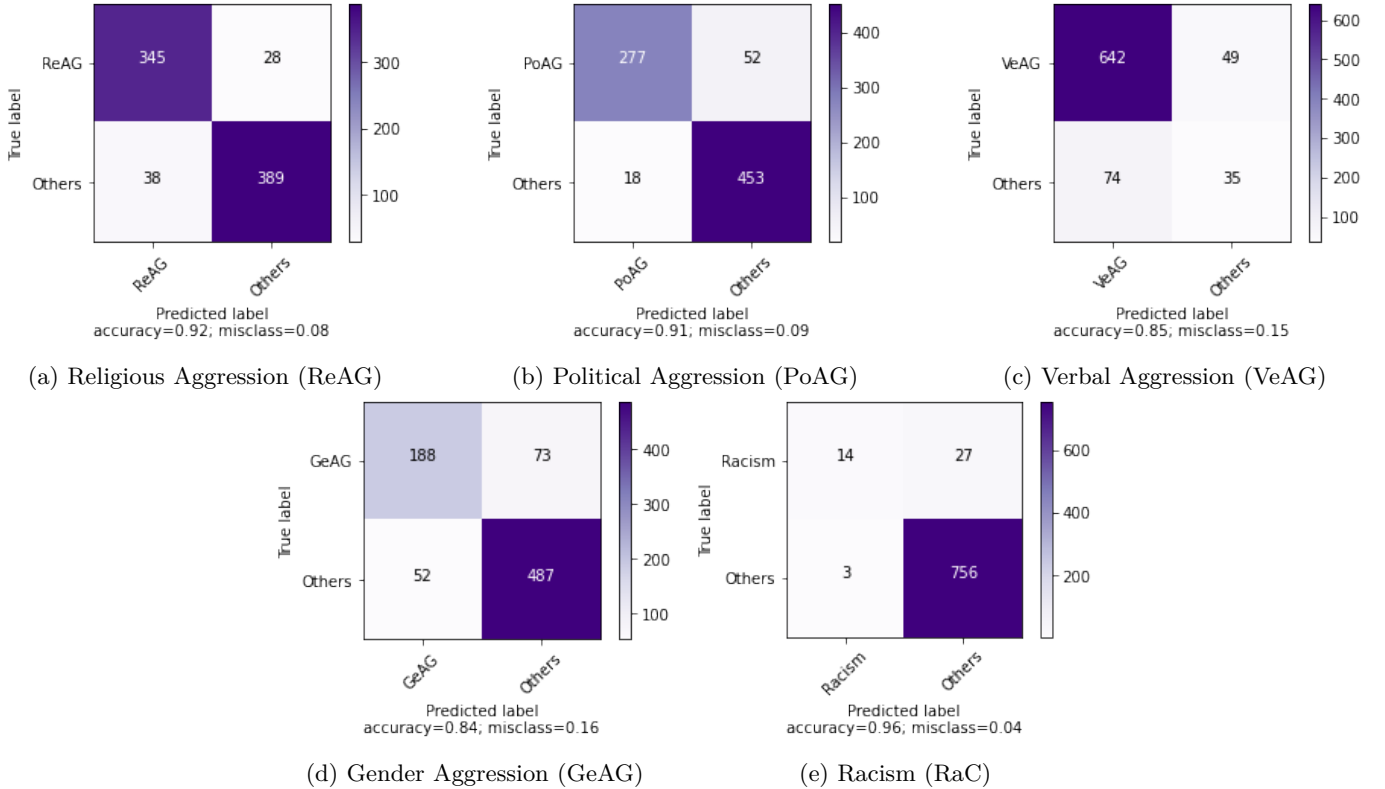 ReAG
345
28
Others
38
389
True label
ReAG
Others
Predicted label
accuracy=0.92; misclass=0.08
300
200
100
(a) Religious Aggression (ReAG)
PoAG
277
52
Others
18
453
True label
PoAG
Others
Predicted label
accuracy=0.91; misclass=0.09
400
300
200
100
(b) Political Aggression (PoAG)
VeAG
642
49
Others
74
35
True label
VeAG
Others
Predicted label
accuracy=0.85; misclass=0.15
600
500
400
300
200
100
(c) Verbal Aggression (VeAG)
GeAG
188
73
Others
52
487
True label
GeAG
Others
Predicted label
accuracy=0.84; misclass=0.16
400
300
200
100
(d) Gender Aggression (GeAG)
Racism
14
27
Others
3
756
True label
Racism
Others
Predicted label
accuracy=0.96; misclass=0.04
600
400
200
(e) Racism (RaC)